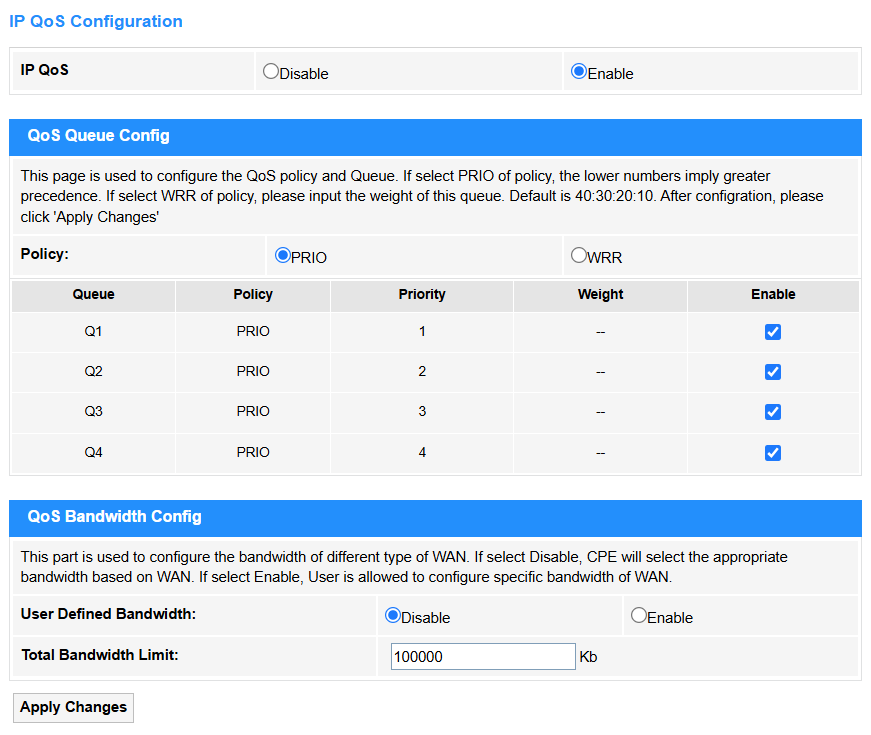 IP QoS Configuration
IP QoS Disable Enable
QoS Queue Config
This page is used to configure the QoS policy and Queue. If select PRIO of policy, the lower numbers imply greater
precedence. If select WRR of policy, please input the weight of this queue. Default is 40:30:20:10. After configration, please
click 'Apply Changes'
Policy: PRIO WRR
Queue Policy Priority Weight Enable
Q1 PRIO 1 --
Q2 PRIO 2 --
Q3 PRIO 3 --
Q4 PRIO 4 --
QoS Bandwidth Config
This part is used to configure the bandwidth of different type of WAN. If select Disable, CPE will select the appropriate
bandwidth based on WAN. If select Enable, User is allowed to configure specific bandwidth of WAN.
User Defined Bandwidth: Disable Enable
Total Bandwidth Limit: 100000 Kb
Apply Changes